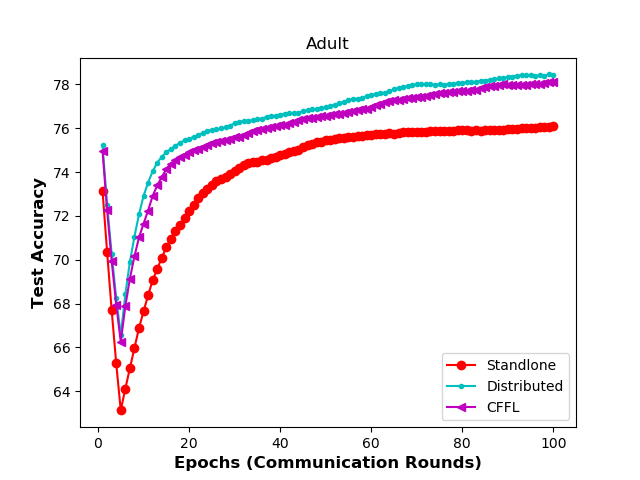 Adult
Test Accuracy
78
76
74
72
70
68
66
64
0 20 40 60 80 100
Epochs (Communication Rounds)
Standlone
Distributed
CFFL